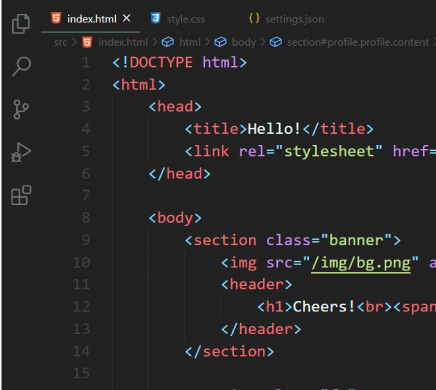 index.html style.css settings.json
src > index.html > html > body > section#profile.profile.content >
1 <!DOCTYPE html>
2 <html>
3 <head>
4 <title>Hello!</title>
5 <link rel="stylesheet" href=
6 </head>
7
8 <body>
9 <section class="banner">
10 <img src="/img/bg.png" a
11 <header>
12 <h1>Cheers!<br><span
13 </header>
14 </section>
15